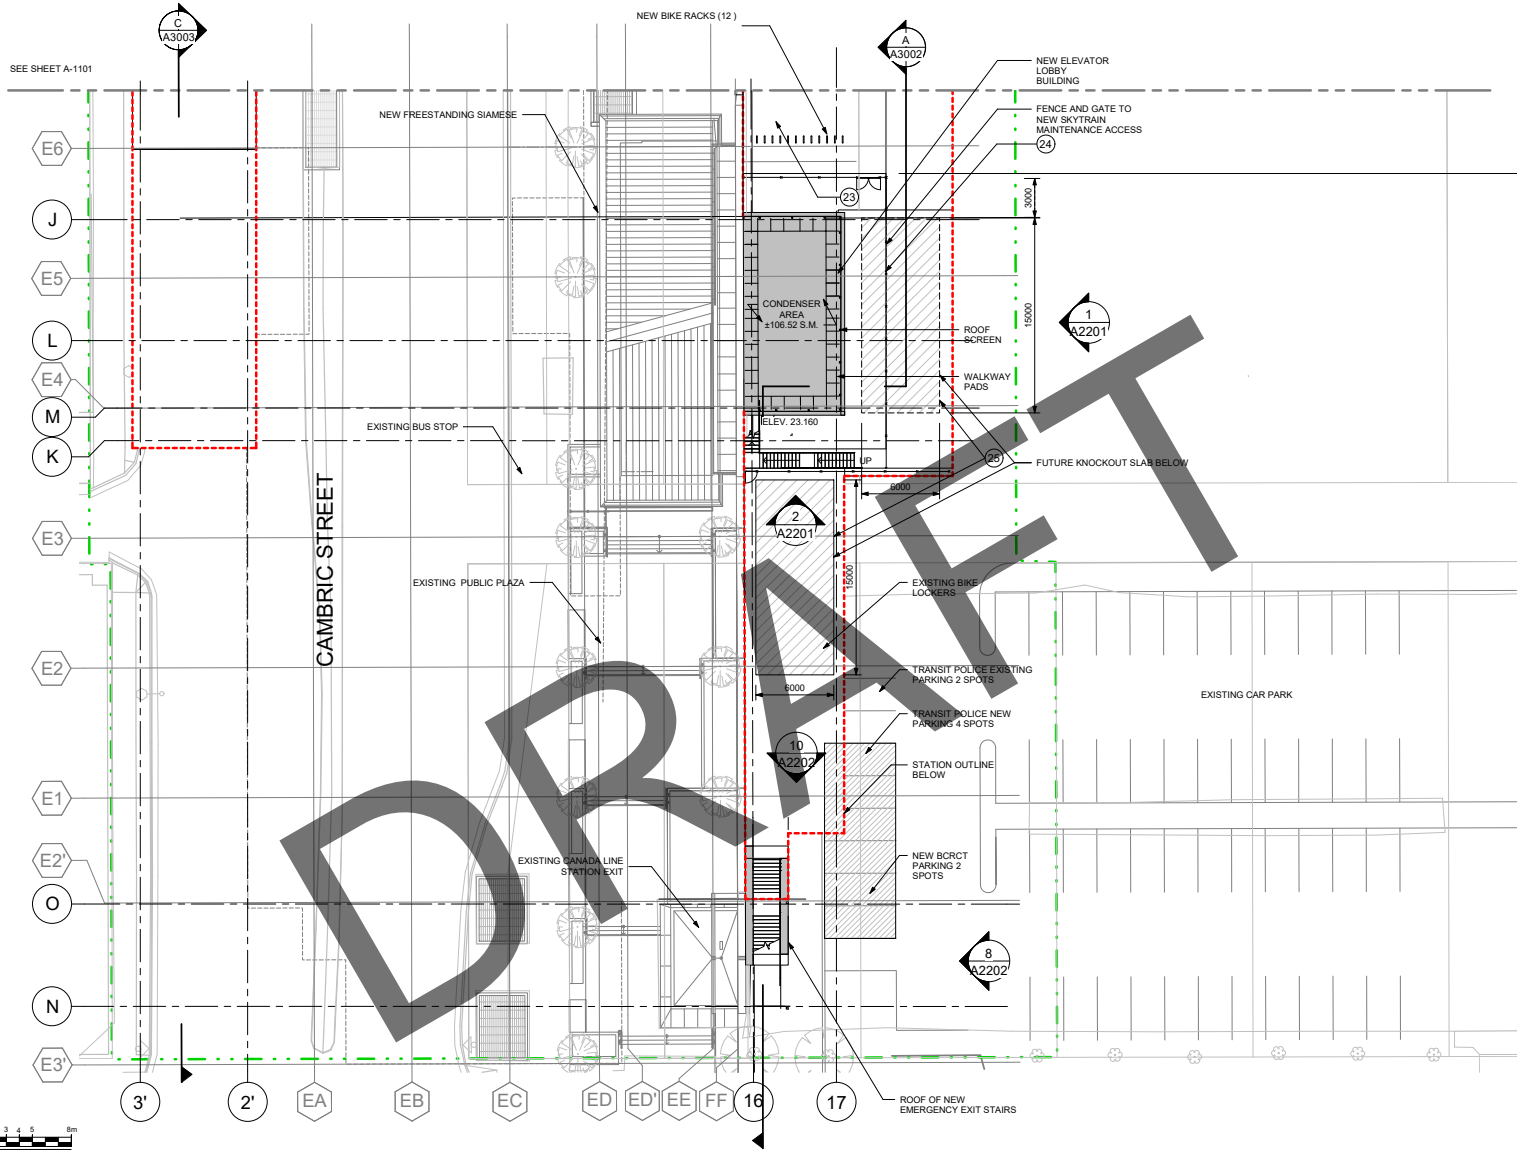 NEW BIKE RACKS (12 )
C
A3003
A
A3002
SEE SHEET A-1101
NEW ELEVATOR
LOBBY
BUILDING
NEW FREESTANDING SIAMESE
FENCE AND GATE TO
NEW SKYTRAIN
MAINTENANCE ACCESS
24
E6
23
3000
J
E5
CONDENSER
AREA
±106.52 S.M.
15000
1
A2201
L
ROOF
SCREEN
E4
WALKWAY
PADS
M
ELEV. 23.160
EXISTING BUS STOP
K
UP
25
FUTURE KNOCKOUT SLAB BELOW
6000
CAMBRIC STREET
2
A2201
E3
15000
EXISTING PUBLIC PLAZA
EXISTING BIKE
LOCKERS
E2
TRANSIT POLICE EXISTING
PARKING 2 SPOTS
6000
EXISTING CAR PARK
TRANSIT POLICE NEW
PARKING 4 SPOTS
10
A2202
STATION OUTLINE
BELOW
E1
DRAFT
E2'
EXISTING CANADA LINE
STATION EXIT
NEW BCRCT
PARKING 2
SPOTS
O
8
A2202
N
E3'
3'
2'
EA
EB
EC
ED
ED'
EE
FF
16
17
ROOF OF NEW
EMERGENCY EXIT STAIRS
3 4 5 8m